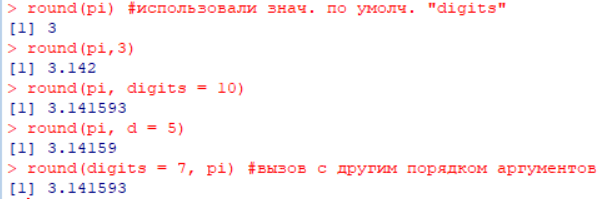 > round(pi) #использовали знач. по умолч. "digits"
[1] 3
> round(pi,3)
[1] 3.142
> round(pi, digits = 10)
[1] 3.141593
> round(pi, d = 5)
[1] 3.14159
> round(digits = 7, pi) #вызов с другим порядком аргументов
[1] 3.141593